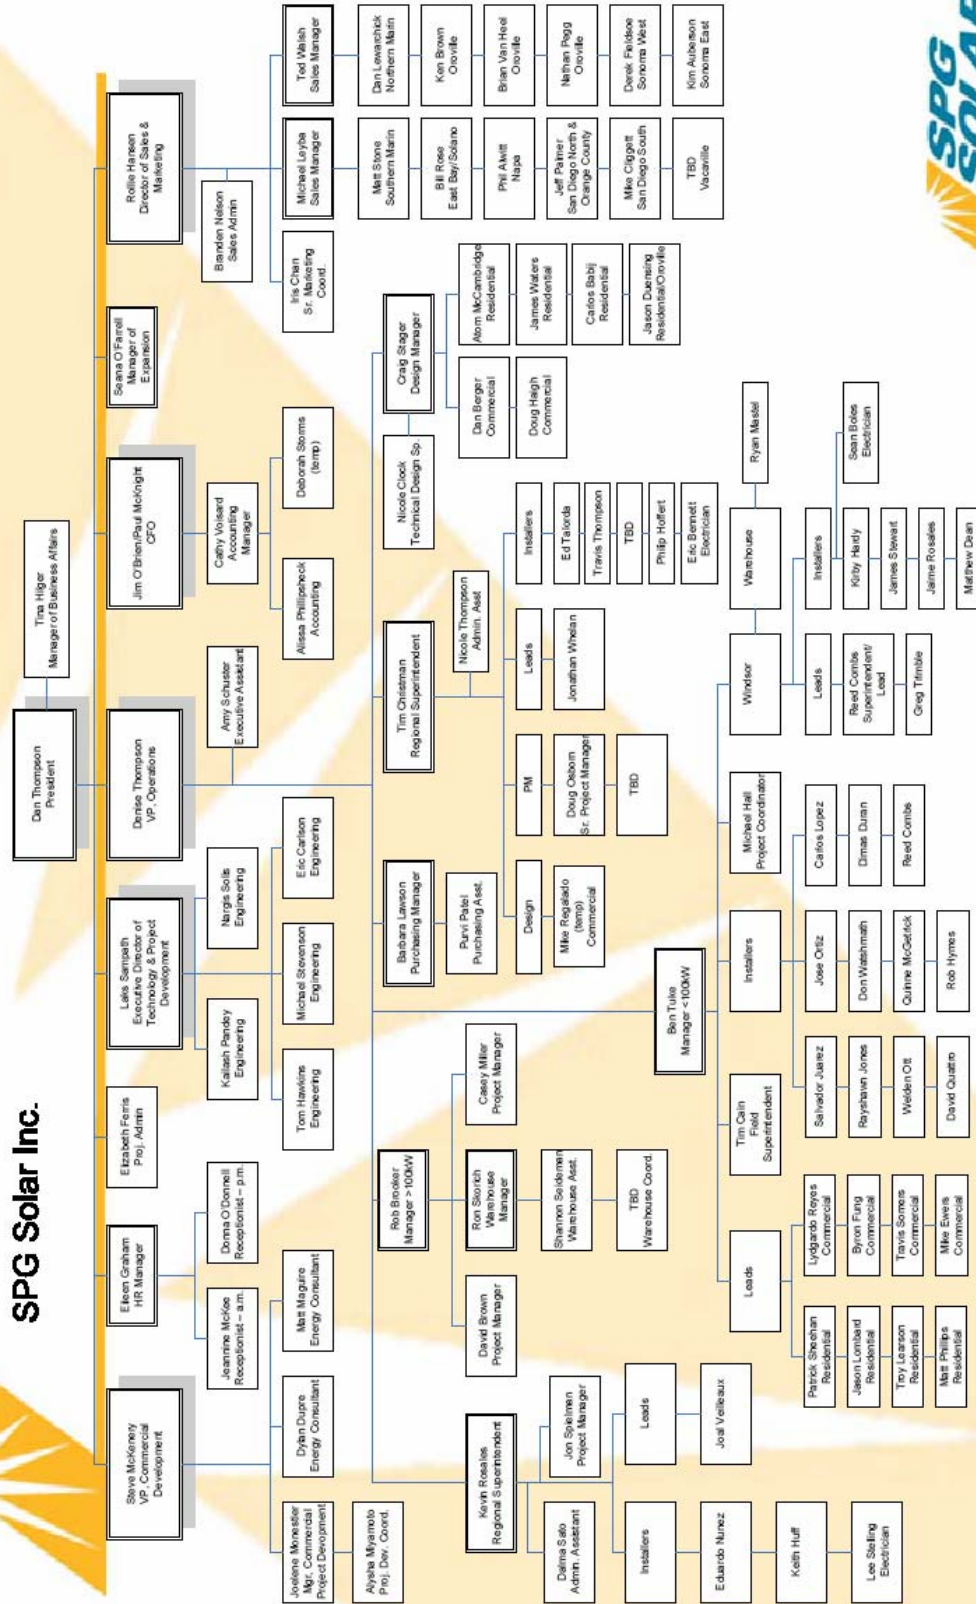 SPG Solar Inc.
Dan Thompson
President
Tina Hilger
Manager of Business Affairs
Steve McKenery
VP, Commercial
Development
Eileen Graham
HR Manager
Elizabeth Ferris
Proj. Admin
Laks Sampath
Executive Director of
Technology & Project
Development
Denise Thompson
VP, Operations
Jim O'Brien/Paul McKnight
CFO
Seana O'Farrell
Manager of
Expansion
Rollie Hansen
Director of Sales &
Marketing
Joelene Monestier
Mgr, Commercial
Project Devopment
Alysha Miyamoto
Proj. Dev. Coord.
Dylan Dupre
Energy Consultant
Matt Maguire
Energy Consultant
Jeannine McKee
Receptionist – a.m.
Donna O'Donnell
Receptionist – p.m.
Kailash Pandey
Engineering
Nargis Solis
Engineering
Tom Hawkins
Engineering
Michael Stevenson
Engineering
Eric Carlson
Engineering
Amy Schuster
Executive Assistant
Cathy Voisard
Accounting
Manager
Alissa Phillipsheck
Accounting
Deborah Storms
(temp)
Branden Nelson
Sales Admin
Iris Chan
Sr. Marketing
Coord.
Michael Leyba
Sales Manager
Ted Walsh
Sales Manager
Matt Stone
Southern Marin
Bill Rose
East Bay/Solano
Phil Alwitt
Napa
Jeff Palmer
San Diego North &
Orange County
Mike Cliggett
San Diego South
TBD
Vacaville
Dan Lewarchick
Northern Marin
Ken Brown
Oroville
Brian Van Heel
Oroville
Nathan Pegg
Oroville
Derek Fieldsoe
Sonoma West
Kim Auberson
Sonoma East
Kevin Rosales
Regional Superintendent
Dalma Sato
Admin. Assistant
Jon Spielman
Project Manager
Installers
Eduardo Nunez
Keith Huff
Lee Stelling
Electrician
Leads
Joal Veilleaux
Rob Brooker
Manager >100kW
David Brown
Project Manager
Ron Skorich
Warehouse
Manager
Casey Miller
Project Manager
Shannon Seideman
Warehouse Asst.
TBD
Warehouse Coord.
Barbara Lawson
Purchasing Manager
Purvi Patel
Purchasing Asst.
Tim Christman
Regional Superintendent
Nicole Thompson
Admin. Asst
Design
Mike Regalado
(temp)
Commercial
PM
Doug Osborn
Sr. Project Manager
TBD
Leads
Jonathan Whelan
Installers
Ed Talorda
Travis Thompson
TBD
Philip Hoffert
Eric Bennett
Electrician
Craig Stager
Design Manager
Nicole Clock
Technical Design Sp.
Dan Berger
Commercial
Doug Haigh
Commercial
Atom McCambridge
Residential
James Waters
Residential
Carlos Babij
Residential
Jason Duensing
Residential/Oroville
Ben Tuke
Manager <100kW
Leads
Patrick Sheehan
Residential
Jason Lombard
Residential
Troy Learson
Residential
Matt Phillips
Residential
Lydgardo Reyes
Commercial
Byron Fung
Commercial
Travis Somers
Commercial
Mike Ewers
Commercial
Tim Cain
Field
Superintendent
Installers
Salvador Juarez
Rayshawn Jones
Welden Ott
David Quattro
Jose Ortiz
Don Watshmath
Quinne McGetrick
Rob Hymes
Carlos Lopez
Dimas Duran
Reed Combs
Michael Hall
Project Coordinator
Windsor
Leads
Reed Combs
Superintendent/
Lead
Greg Trimble
Installers
Kirby Hardy
James Stewart
Jaime Rosales
Matthew Dean
Sean Boles
Electrician
Warehouse
Ryan Mastel
SPG
SOLAR